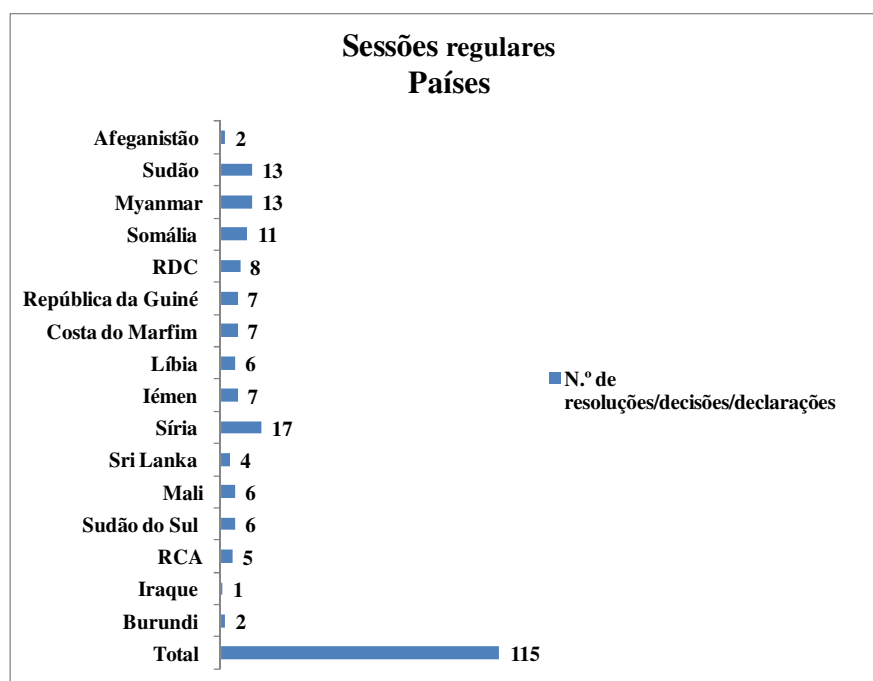 Sessões regulares
Países
Afeganistão 2
Sudão 13
Myanmar 13
Somália 11
RDC 8
República da Guiné 7
Costa do Marfim 7
Líbia 6
Iémen 7
Síria 17
Sri Lanka 4
Mali 6
Sudão do Sul 6
RCA 5
Iraque 1
Burundi 2
Total 115
N.º de
resoluções/decisões/declarações